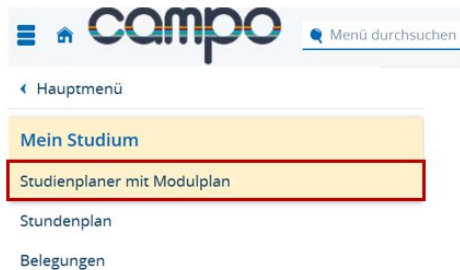 campo
Menü durchsuchen
Hauptmenü
Mein Studium
Studienplaner mit Modulplan
Stundenplan
Belegungen